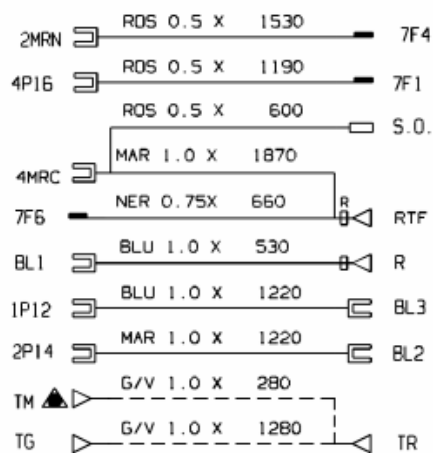 ROS 0.5 X 1530
2MRN 7F4
ROS 0.5 X 1190
4P16 7F1
ROS 0.5 X 600
S.O.
MAR 1.0 X 1870
4MRC
NER 0.75X 660 R
7F6 RTF
BLU 1.0 X 530
BL1 R
BLU 1.0 X 1220
1P12 BL3
MAR 1.0 X 1220
2P14 BL2
G/V 1.0 X 280
TM
G/V 1.0 X 1280
TG TR